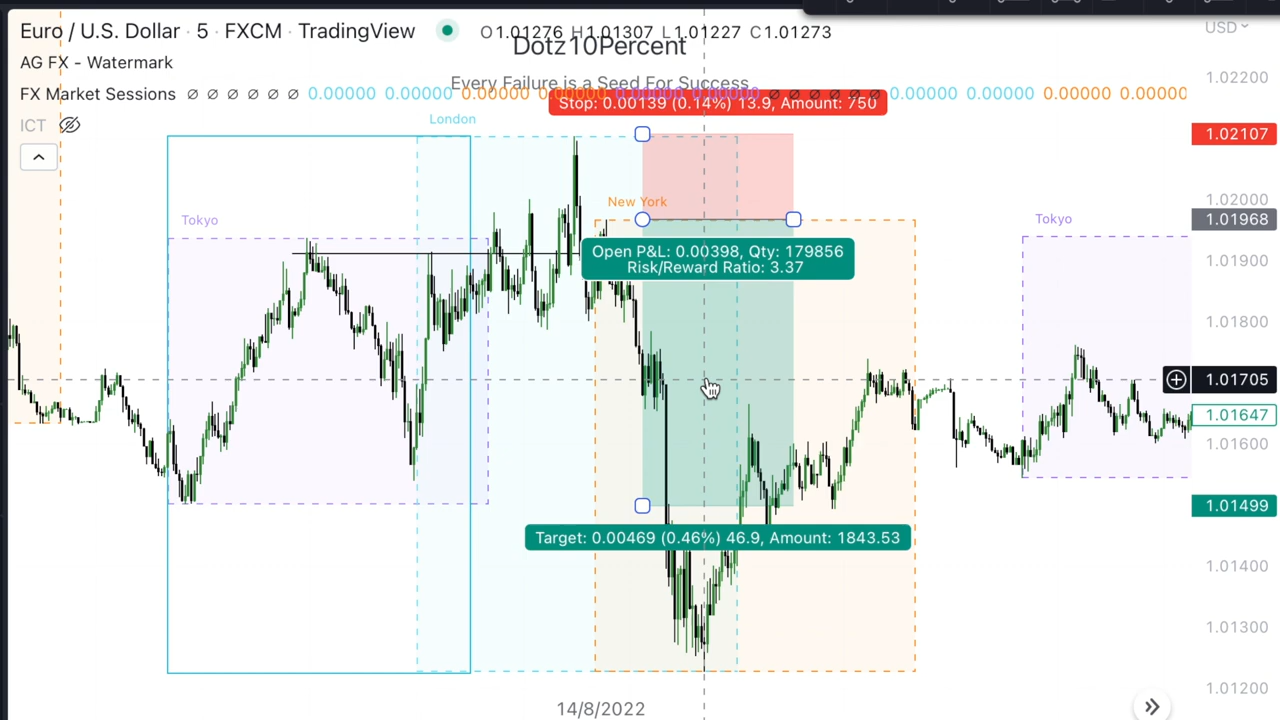 Euro / U.S. Dollar · 5 · FXCM · TradingView
O1.01276 H1.01307 L1.01227 C1.01273
USD
Dotz10Percent
AG FX - Watermark
Every Failure is a Seed For Success
1.02200
FX Market Sessions ∅ ∅ ∅ ∅ ∅ ∅ 0.00000 0.00000 0.00000 ∅ ∅ ∅ ∅ ∅ ∅ 0.00000 0.00000 0.00000 0.00000
Stop: 0.00139 (0.14%) 13.9, Amount: 750
ICT
London
1.02107
New York
1.02000
Tokyo
Tokyo
1.01968
Open P&L: 0.00398, Qty: 179856
Risk/Reward Ratio: 3.37
1.01900
1.01800
1.01705
1.01647
1.01600
1.01499
Target: 0.00469 (0.46%) 46.9, Amount: 1843.53
1.01400
1.01300
1.01200
14/8/2022